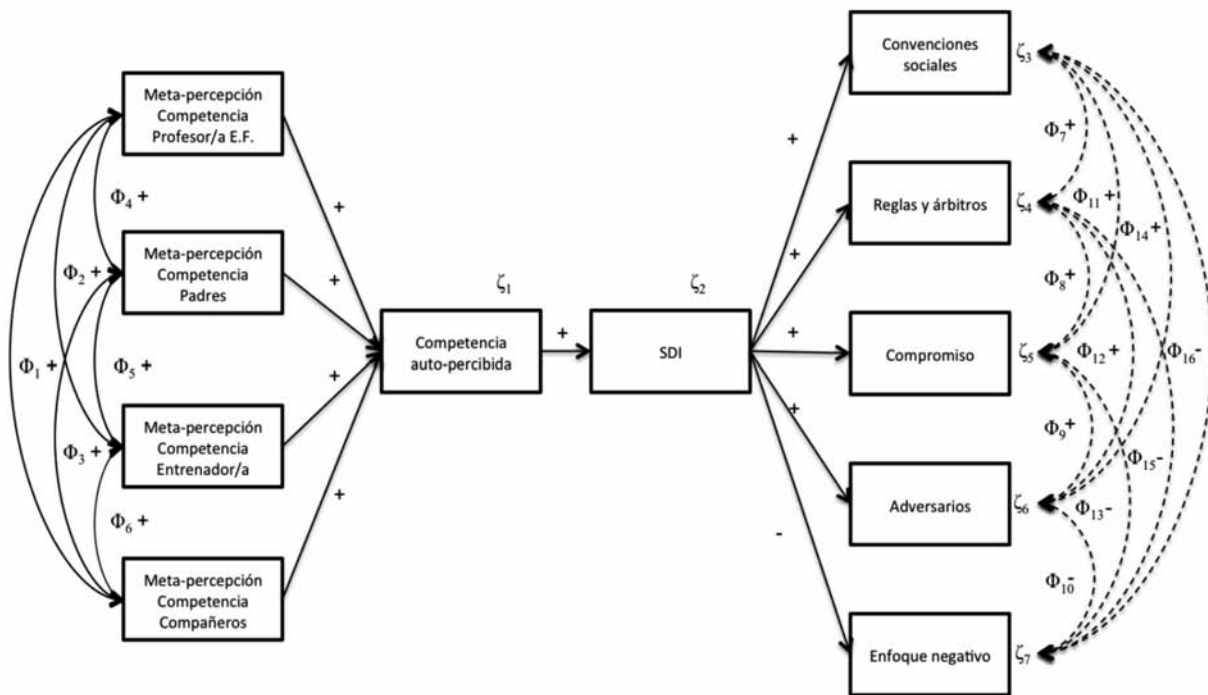 Meta-percepción
Competencia
Profesor/a E.F.
Meta-percepción
Competencia
Padres
Meta-percepción
Competencia
Entrenador/a
Meta-percepción
Competencia
Compañeros
Φ1 +
Φ2 +
Φ3 +
Φ4 +
Φ5 +
Φ6 +
+
+
+
+
ζ1
Competencia
auto-percibida
+
ζ2
SDI
+
+
+
+
-
Convenciones
sociales
ζ3
Reglas y árbitros
ζ4
Compromiso
ζ5
Adversarios
ζ6
Enfoque negativo
ζ7
Φ7+
Φ11+
Φ14+
Φ8+
Φ12+
Φ16-
Φ9+
Φ15-
Φ13-
Φ10-